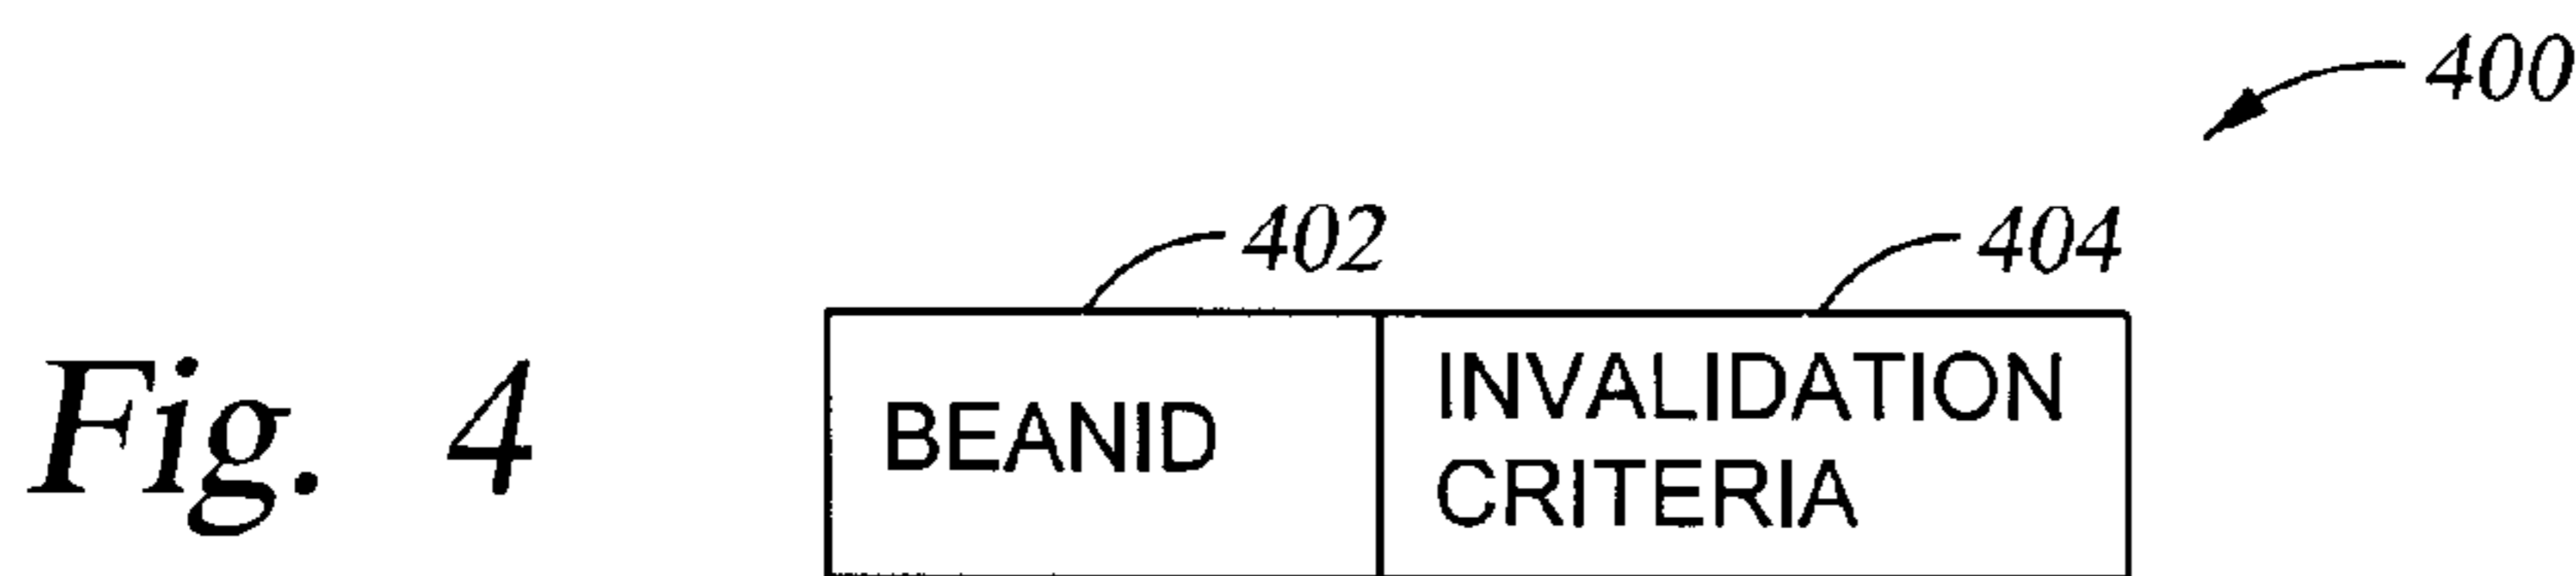 400
402
404
Fig. 4
BEANID
INVALIDATION
CRITERIA